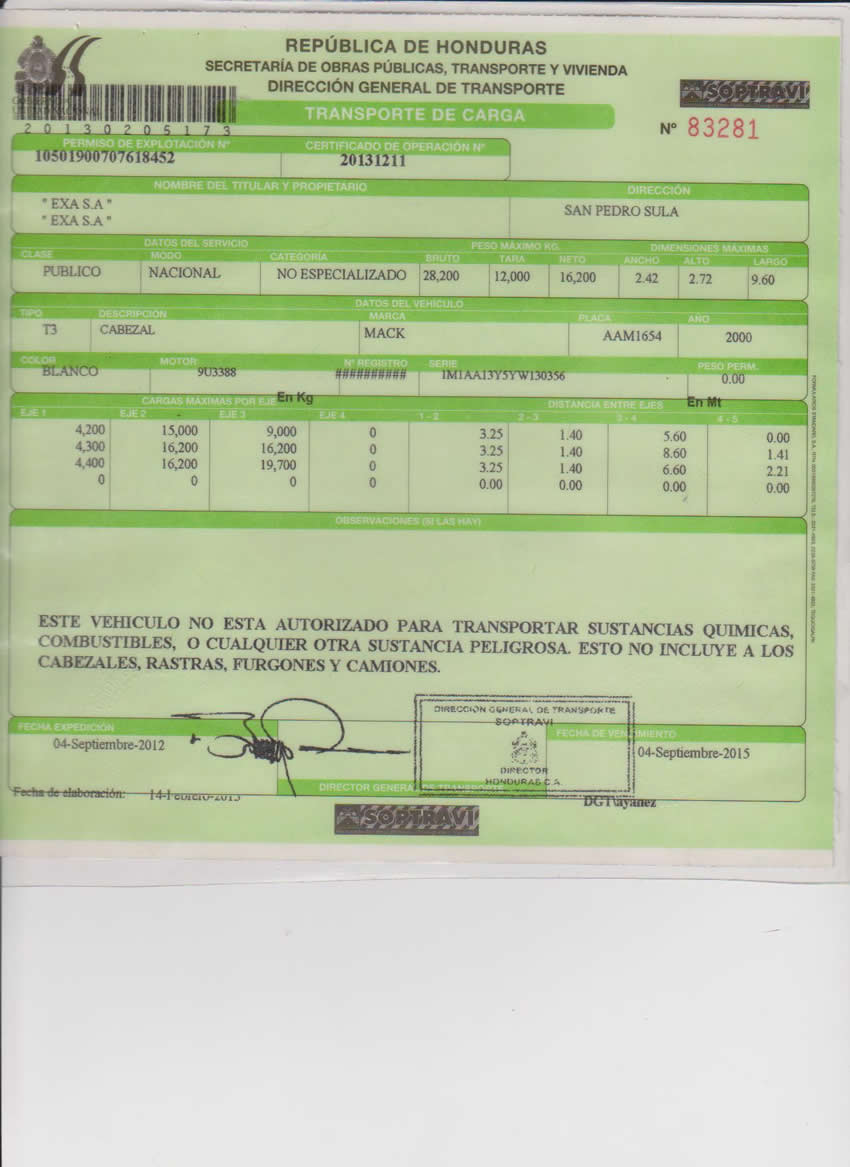 REPÚBLICA DE HONDURAS
SECRETARÍA DE OBRAS PÚBLICAS, TRANSPORTE Y VIVIENDA
DIRECCIÓN GENERAL DE TRANSPORTE
SOPTRAVI
TRANSPORTE DE CARGA
20130205173
Nº 83281
PERMISO DE EXPLOTACIÓN Nº CERTIFICADO DE OPERACIÓN Nº
10501900707618452 20131211
NOMBRE DEL TITULAR Y PROPIETARIO DIRECCIÓN
" EXA S.A " SAN PEDRO SULA
" EXA S.A "
DATOS DEL SERVICIO PESO MÁXIMO KG. DIMENSIONES MÁXIMAS
CLASE MODO CATEGORÍA BRUTO TARA NETO ANCHO ALTO LARGO
PUBLICO NACIONAL NO ESPECIALIZADO 28,200 12,000 16,200 2.42 2.72 9.60
DATOS DEL VEHÍCULO
TIPO DESCRIPCIÓN MARCA PLACA AÑO
T3 CABEZAL MACK AAM1654 2000
COLOR MOTOR Nº REGISTRO SERIE PESO PERM.
BLANCO 9U3388 ########## 1M1AA13Y5YW130356 0.00
CARGAS MÁXIMAS POR EJE En Kg DISTANCIA ENTRE EJES En Mt
EJE 1 EJE 2 EJE 3 EJE 4 1 - 2 2 - 3 3 - 4 4 - 5
4,200 15,000 9,000 0 3.25 1.40 5.60 0.00
4,300 16,200 16,200 0 3.25 1.40 8.60 1.41
4,400 16,200 19,700 0 3.25 1.40 6.60 2.21
0 0 0 0 0.00 0.00 0.00 0.00
OBSERVACIONES (SI LAS HAY)
ESTE VEHICULO NO ESTA AUTORIZADO PARA TRANSPORTAR SUSTANCIAS QUIMICAS,
COMBUSTIBLES, O CUALQUIER OTRA SUSTANCIA PELIGROSA. ESTO NO INCLUYE A LOS
CABEZALES, RASTRAS, FURGONES Y CAMIONES.
DIRECCIÓN GENERAL DE TRANSPORTE
SOPTRAVI
DIRECTOR
HONDURAS C.A.
FECHA EXPEDICIÓN FECHA DE VENCIMIENTO
04-Septiembre-2012 04-Septiembre-2015
DIRECTOR GENERAL DE TRANSPORTE
Fecha de elaboración: 14-Febrero-2013 DGT\ayanez
SOPTRAVI